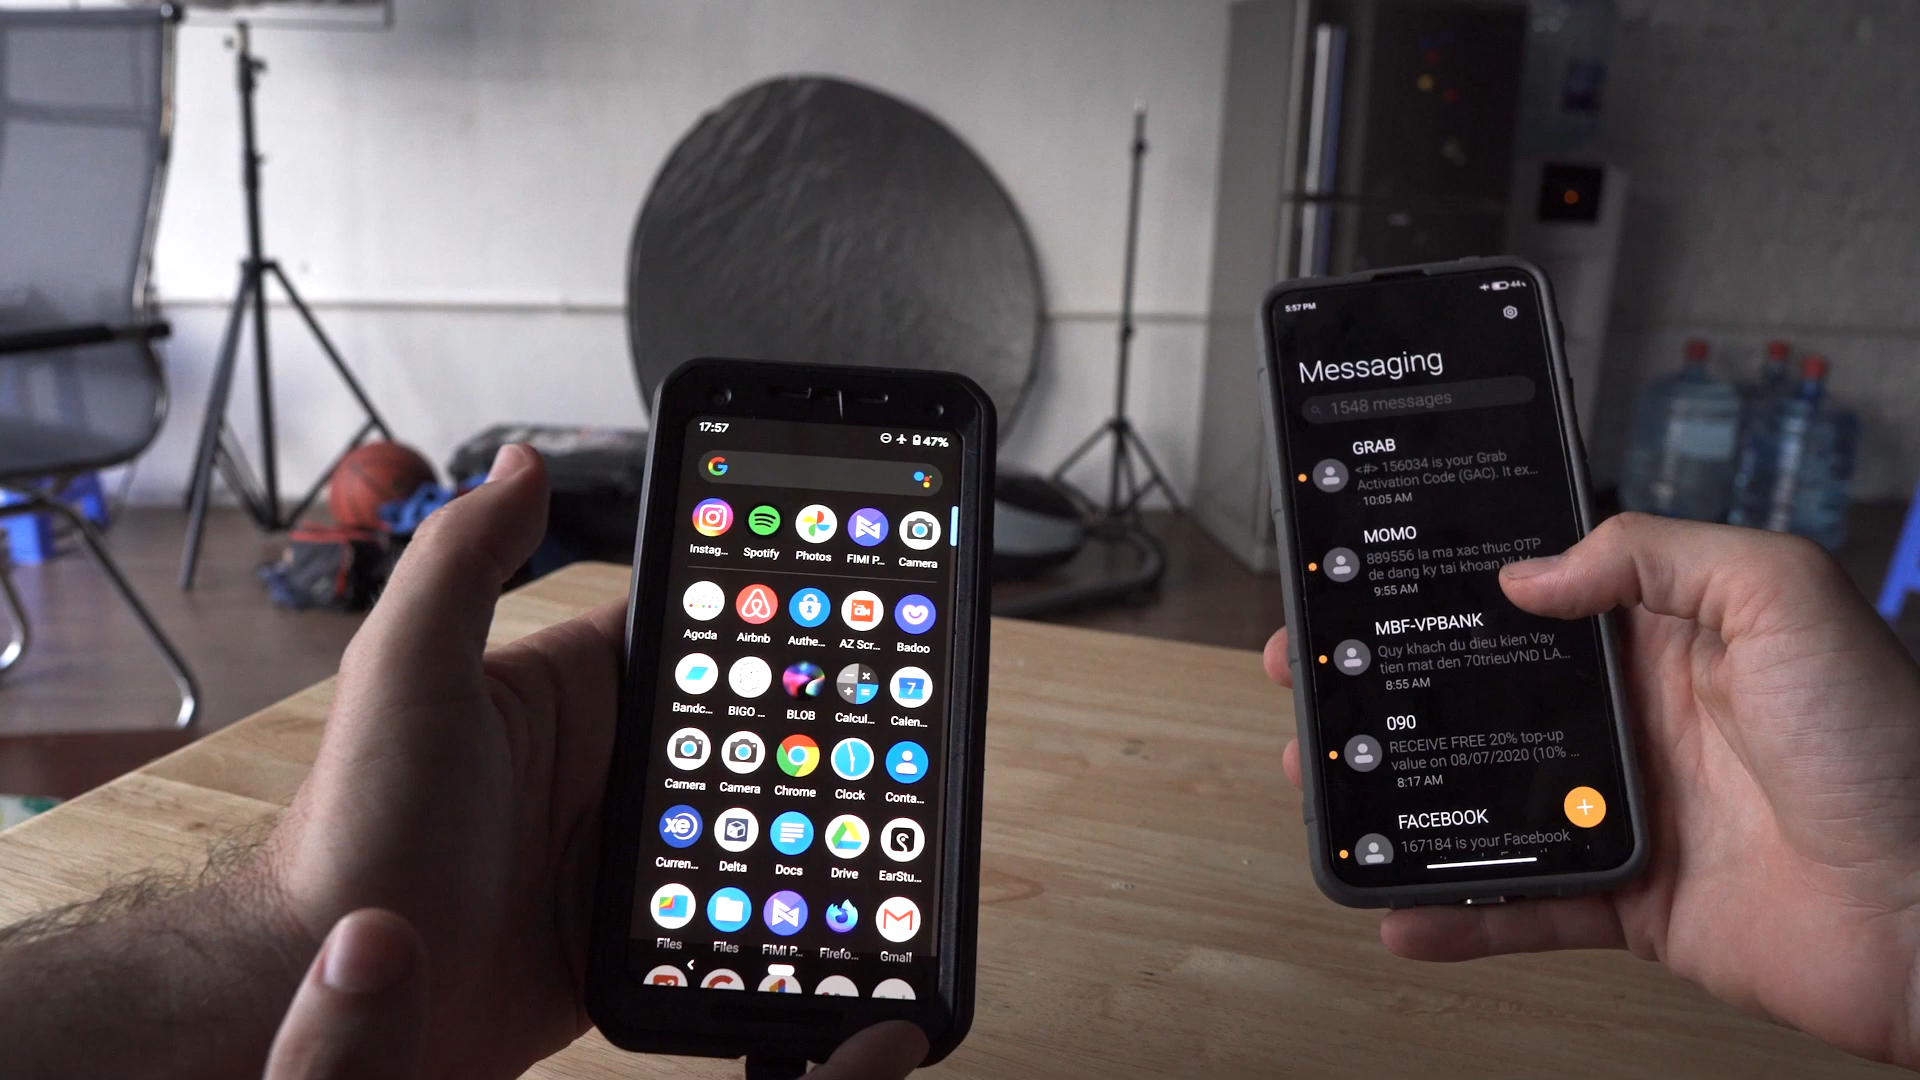 17:57
47%
Instag...
Spotify
Photos
FIMI P...
Camera
Agoda
Airbnb
Authe...
AZ Scr...
Badoo
Bandc...
BIGO ...
BLOB
Calcul...
7
Calen...
Camera
Camera
Chrome
Clock
Conta...
xe
Curren...
Delta
Docs
Drive
EarStu...
Files
Files
FIMI P...
Firefo...
Gmail
5:57 PM
44%
Messaging
1548 messages
GRAB
<#> 156034 is your Grab
Activation Code (GAC). It ex...
10:05 AM
MOMO
889556 la ma xac thuc OTP
de dang ky tai khoan
9:55 AM
MBF-VPBANK
Quy khach du dieu kien Vay
tien mat den 70trieuVND LA...
8:55 AM
090
RECEIVE FREE 20% top-up
value on 08/07/2020 (10% ...
8:17 AM
FACEBOOK
167184 is your Facebook